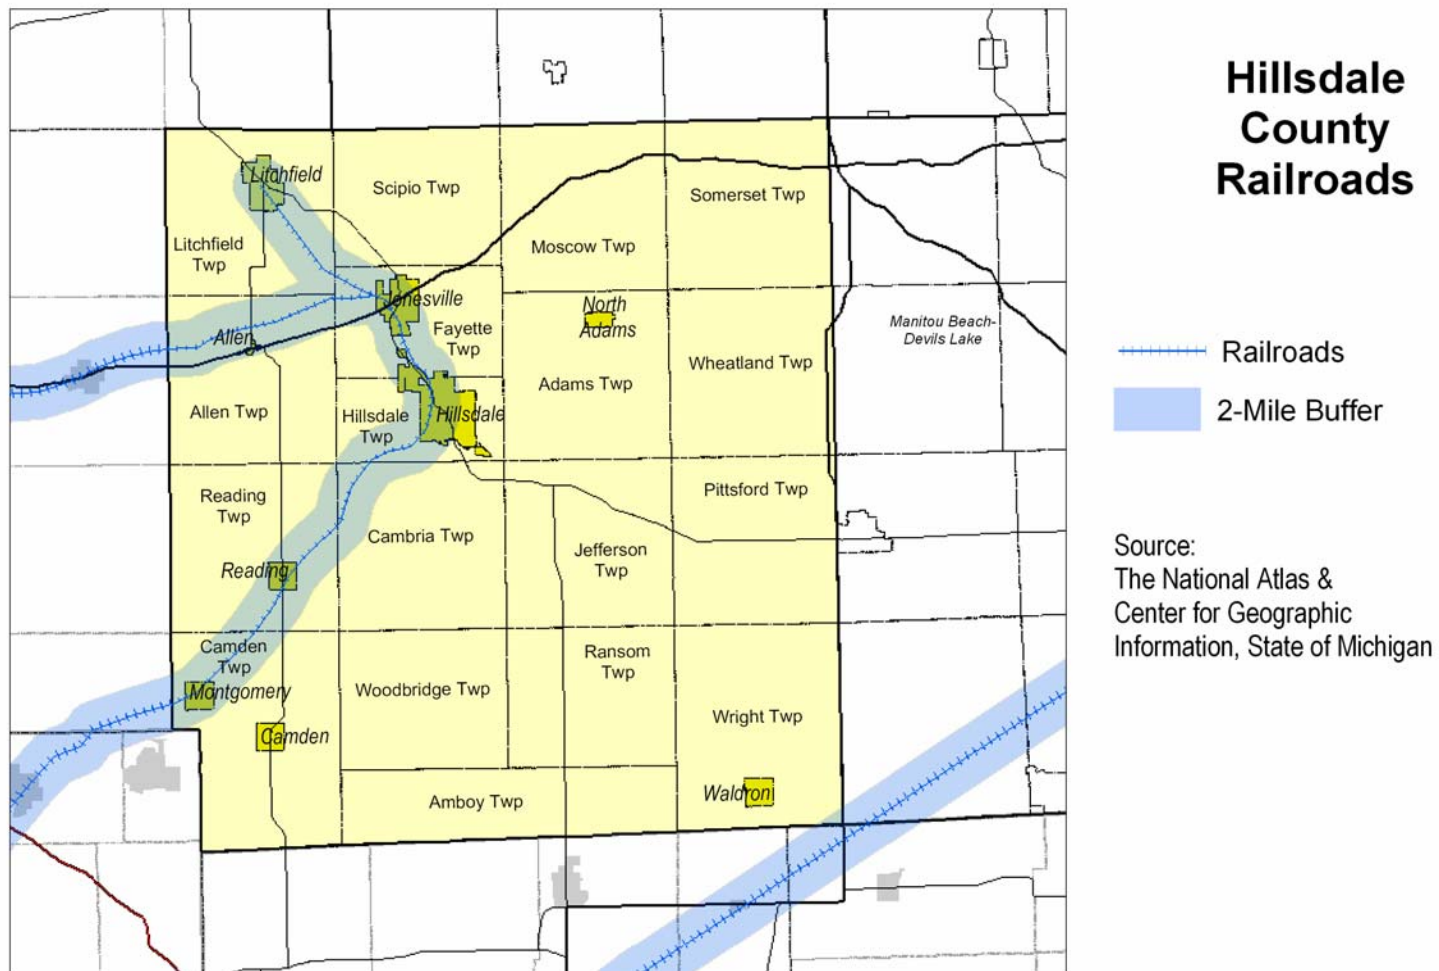 Hillsdale
County
Railroads
Litchfield
Scipio Twp
Somerset Twp
Litchfield
Twp
Moscow Twp
Jonesville
North
Adams
Manitou Beach-
Devils Lake
Allen
Fayette
Twp
Wheatland Twp
Adams Twp
Allen Twp
Hillsdale
Twp
Hillsdale
Railroads
2-Mile Buffer
Reading
Twp
Pittsford Twp
Cambria Twp
Jefferson
Twp
Reading
Source:
The National Atlas &
Center for Geographic
Information, State of Michigan
Camden
Twp
Ransom
Twp
Montgomery
Woodbridge Twp
Wright Twp
Camden
Waldron
Amboy Twp